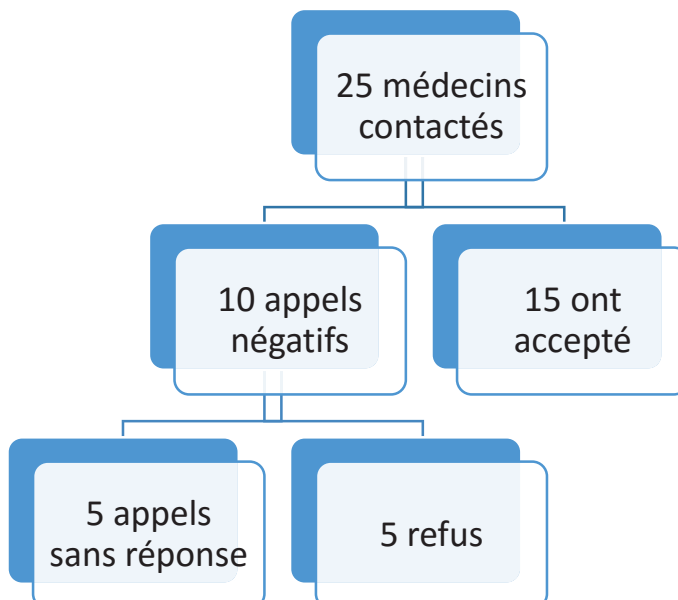 25 médecins
contactés
10 appels
négatifs
15 ont
accepté
5 appels
sans réponse
5 refus